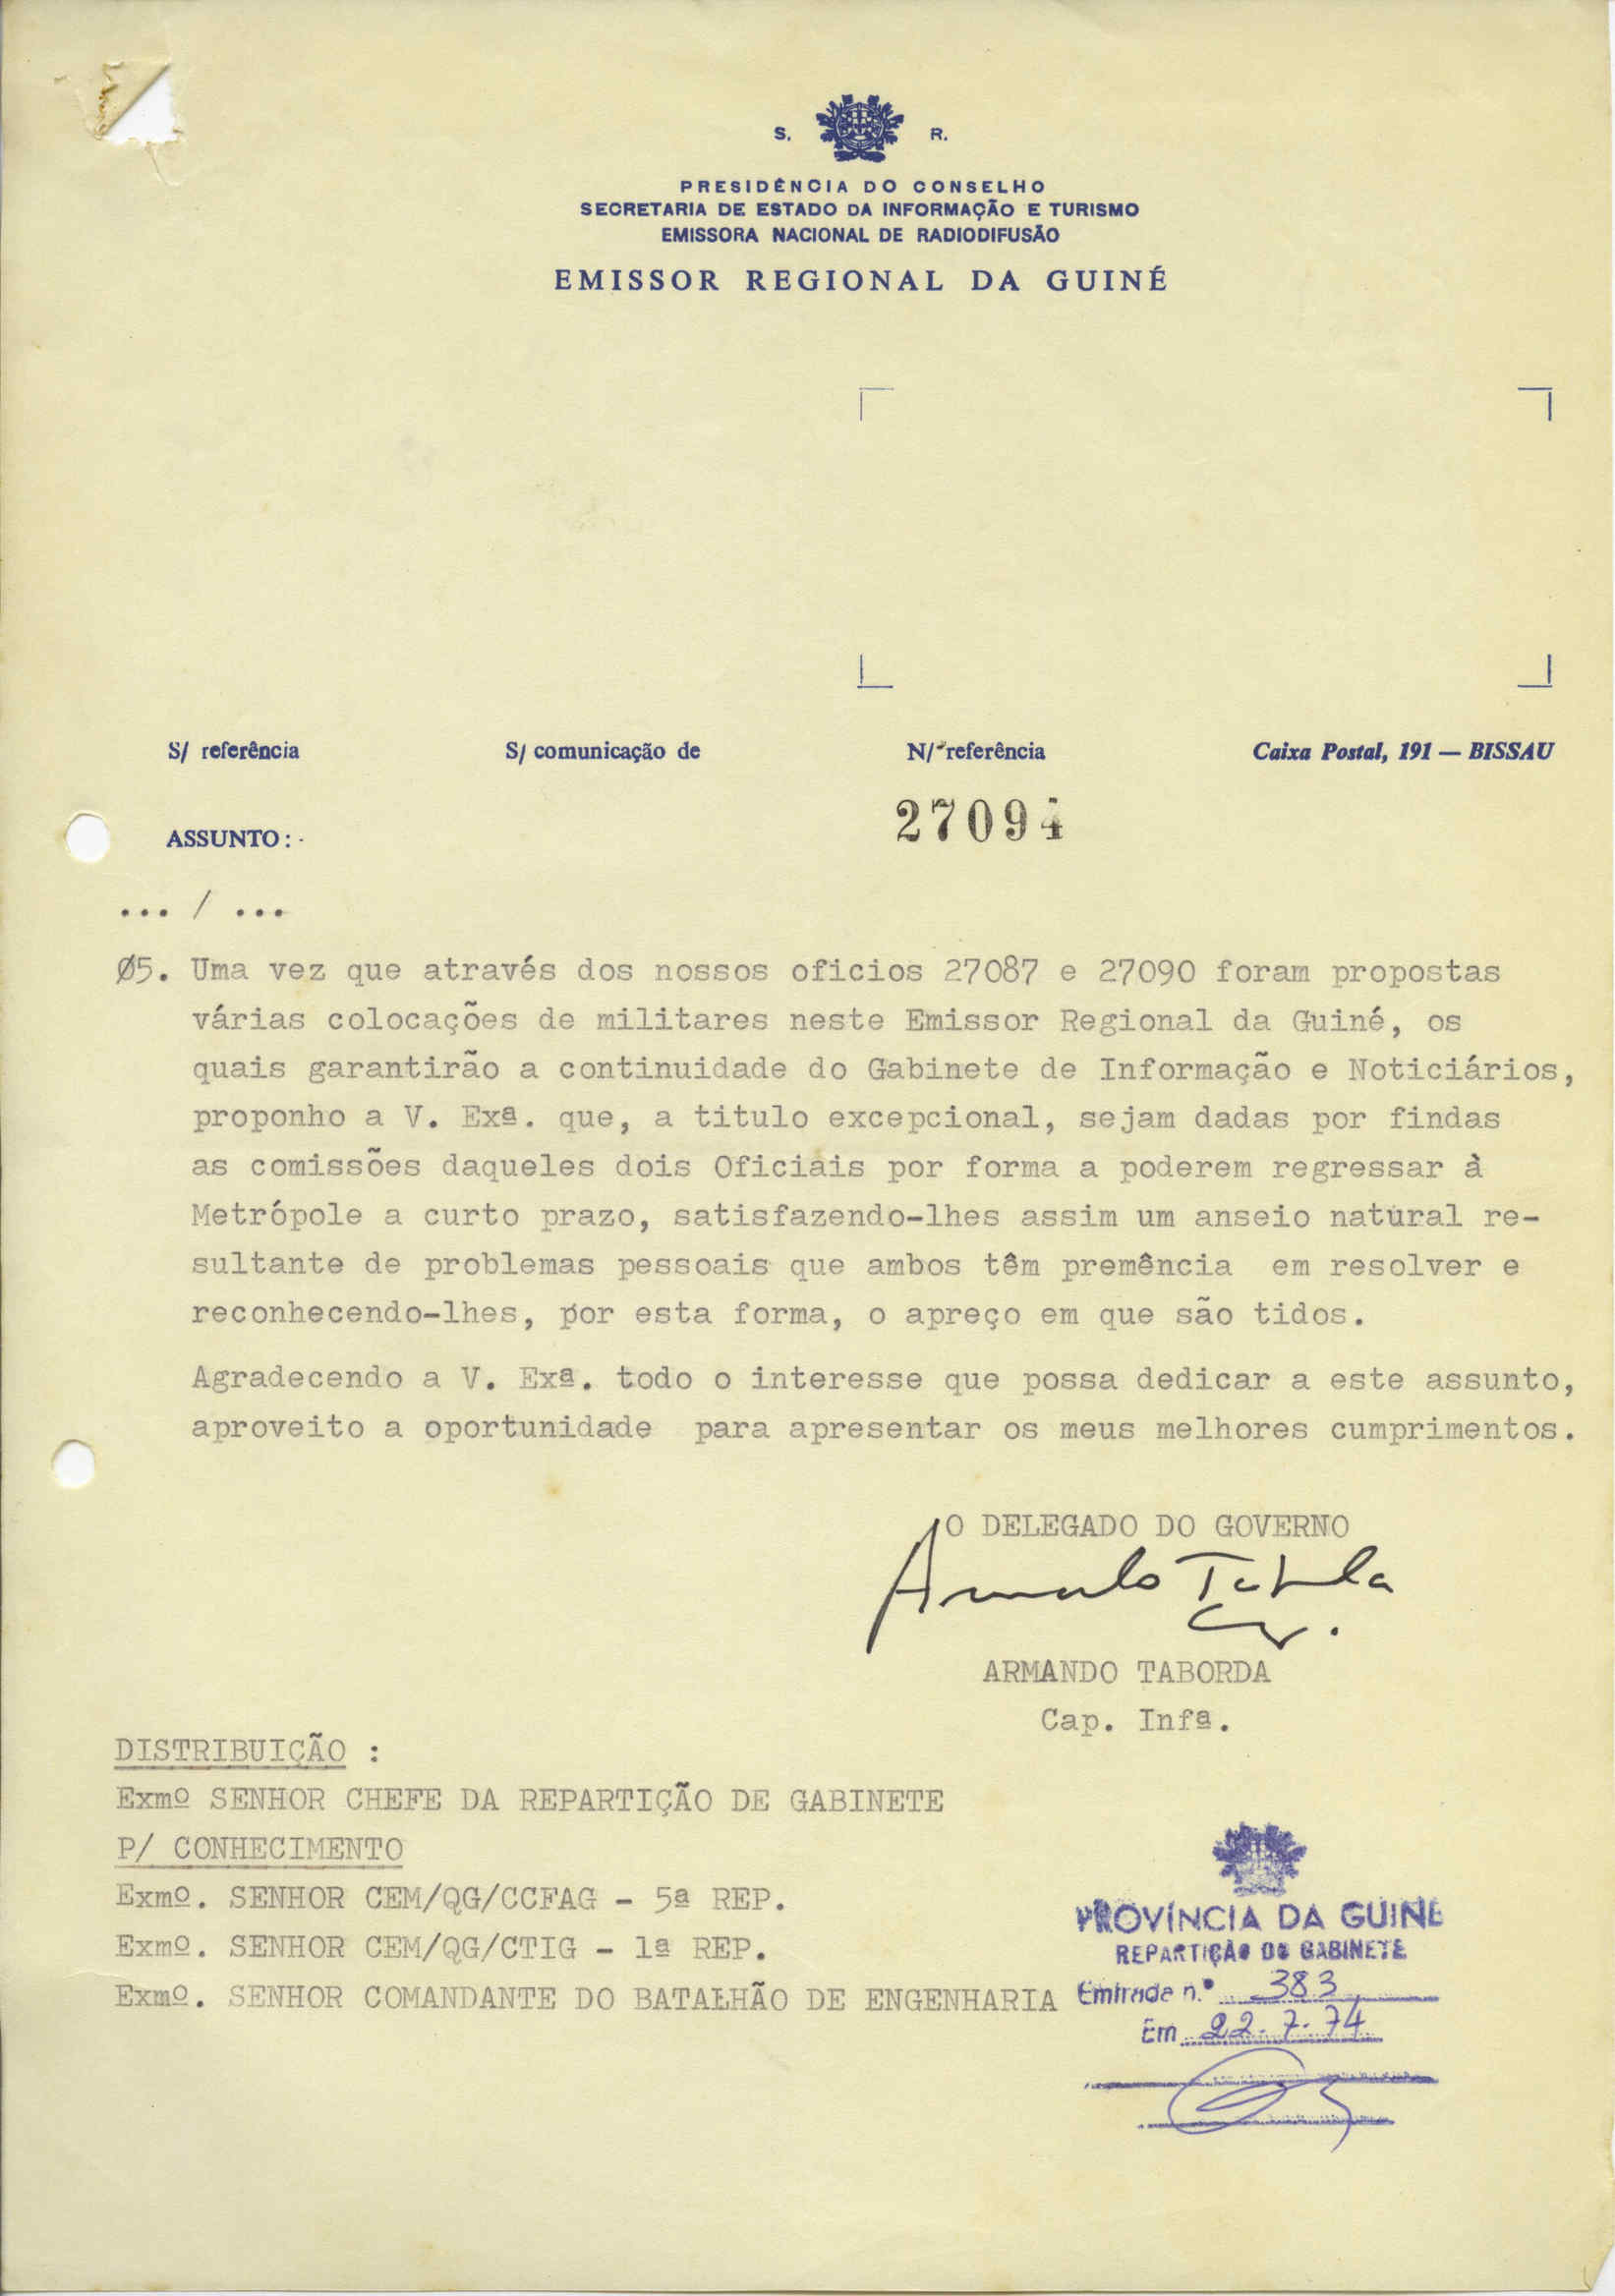 S. R.
PRESIDÊNCIA DO CONSELHO
SECRETARIA DE ESTADO DA INFORMAÇÃO E TURISMO
EMISSORA NACIONAL DE RADIODIFUSÃO
EMISSOR REGIONAL DA GUINÉ
S/ referência S/ comunicação de N/ referência Caixa Postal, 191 — BISSAU
27094
ASSUNTO:
... / ...
Ø5. Uma vez que através dos nossos oficios 27087 e 27090 foram propostas
várias colocações de militares neste Emissor Regional da Guiné, os
quais garantirão a continuidade do Gabinete de Informação e Noticiários,
proponho a V. Exª. que, a titulo excepcional, sejam dadas por findas
as comissões daqueles dois Oficiais por forma a poderem regressar à
Metrópole a curto prazo, satisfazendo-lhes assim um anseio natural re-
sultante de problemas pessoais que ambos têm premência em resolver e
reconhecendo-lhes, por esta forma, o apreço em que são tidos.
Agradecendo a V. Exª. todo o interesse que possa dedicar a este assunto,
aproveito a oportunidade para apresentar os meus melhores cumprimentos.
O DELEGADO DO GOVERNO
Armando Taborda
ARMANDO TABORDA
Cap. Infª.
DISTRIBUIÇÃO :
Exmº SENHOR CHEFE DA REPARTIÇÃO DE GABINETE
P/ CONHECIMENTO
Exmº. SENHOR CEM/QG/CCFAG - 5ª REP.
Exmº. SENHOR CEM/QG/CTIG - 1ª REP.
Exmº. SENHOR COMANDANTE DO BATALHÃO DE ENGENHARIA
PROVÍNCIA DA GUINÉ
REPARTIÇÃO DO GABINETE
Entrada n.º 383
Em 22.7.74